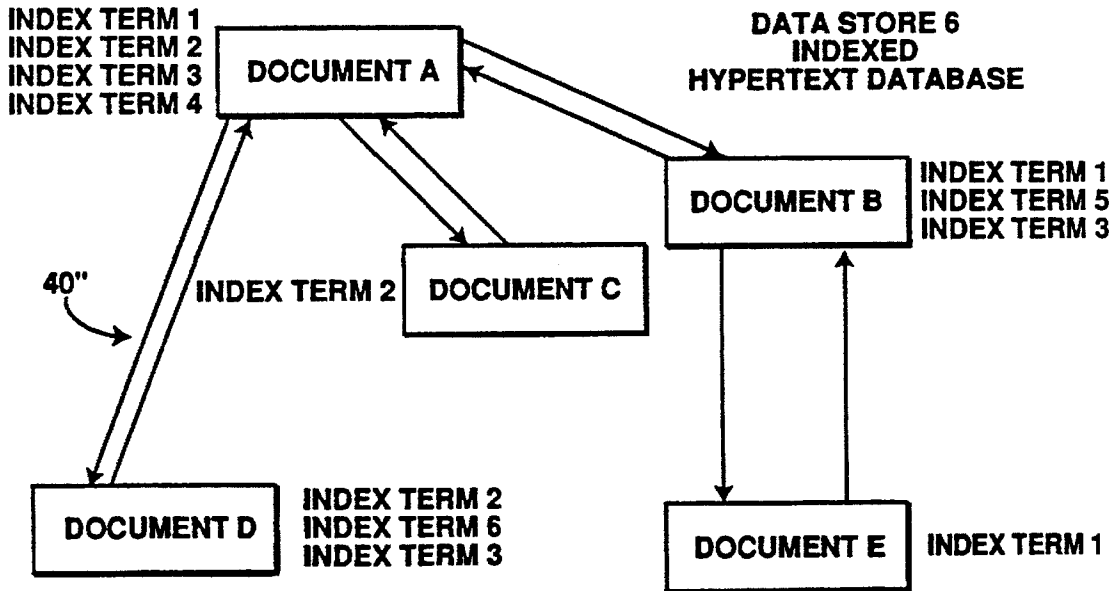 INDEX TERM 1
INDEX TERM 2
INDEX TERM 3
INDEX TERM 4
DOCUMENT A
DATA STORE 6
INDEXED
HYPERTEXT DATABASE
DOCUMENT B
INDEX TERM 1
INDEX TERM 5
INDEX TERM 3
40"
INDEX TERM 2
DOCUMENT C
DOCUMENT D
INDEX TERM 2
INDEX TERM 6
INDEX TERM 3
DOCUMENT E
INDEX TERM 1